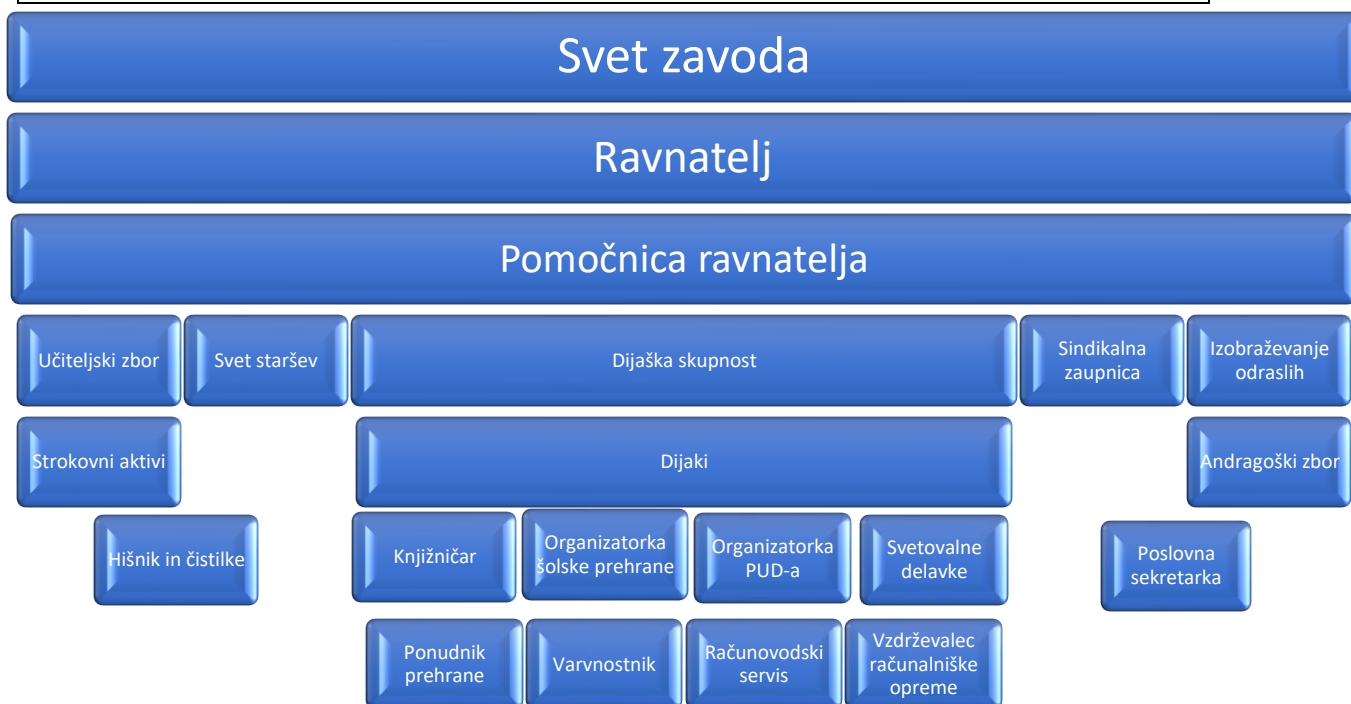 Svet zavoda
Ravnatelj
Pomočnica ravnatelja
Učiteljski zbor
Svet staršev
Dijaška skupnost
Sindikalna
zaupnica
Izobraževanje
odraslih
Strokovni aktivi
Dijaki
Andragoški zbor
Hišnik in čistilke
Knjižničar
Organizatorka
šolske prehrane
Organizatorka
PUD-a
Svetovalne
delavke
Poslovna
sekretarka
Ponudnik
prehrane
Varvnostnik
Računovodski
servis
Vzdrževalec
računalniške
opreme